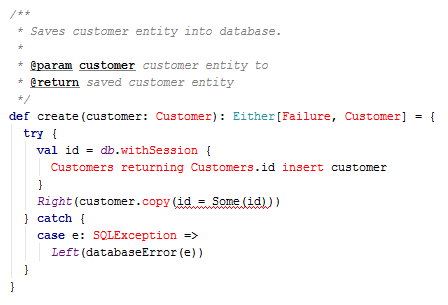 /**
 * Saves customer entity into database.
 *
 * @param customer customer entity to
 * @return saved customer entity
 */
def create(customer: Customer): Either[Failure, Customer] = {
  try {
    val id = db.withSession {
      Customers returning Customers.id insert customer
    }
    Right(customer.copy(id = Some(id)))
  } catch {
    case e: SQLException =>
      Left(databaseError(e))
  }
}